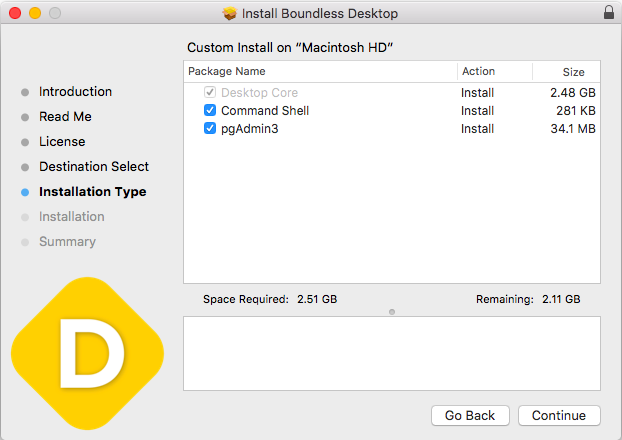 Install Boundless Desktop
Custom Install on “Macintosh HD”
Introduction
Read Me
License
Destination Select
Installation Type
Installation
Summary
Package Name Action Size
Desktop Core Install 2.48 GB
Command Shell Install 281 KB
pgAdmin3 Install 34.1 MB
Space Required: 2.51 GB Remaining: 2.11 GB
D
Go Back Continue